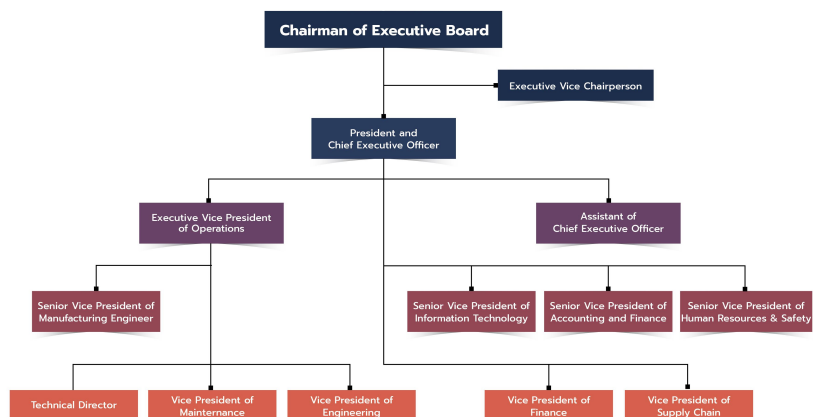 Chairman of Executive Board
Executive Vice Chairperson
President and
Chief Executive Officer
Executive Vice President
of Operations
Assistant of
Chief Executive Officer
Senior Vice President of
Manufacturing Engineer
Senior Vice President of
Information Technology
Senior Vice President of
Accounting and Finance
Senior Vice President of
Human Resources & Safety
Technical Director
Vice President of
Mainternance
Vice President of
Engineering
Vice President of
Finance
Vice President of
Supply Chain